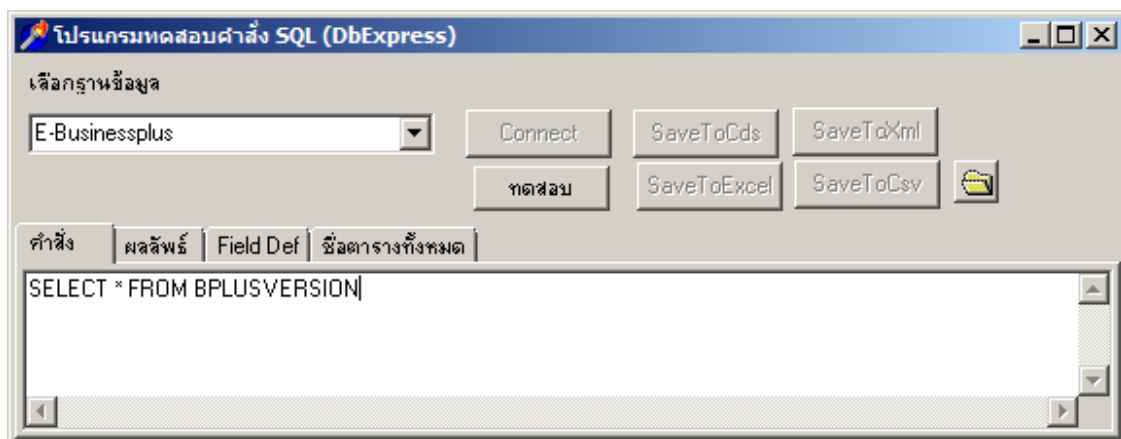 โปรแกรมทดสอบคำสั่ง SQL (DbExpress)
เลือกฐานข้อมูล
E-Businessplus Connect SaveToCds SaveToXml
ทดสอบ SaveToExcel SaveToCsv
คำสั่ง ผลลัพธ์ Field Def ชื่อตารางทั้งหมด
SELECT * FROM BPLUSVERSION